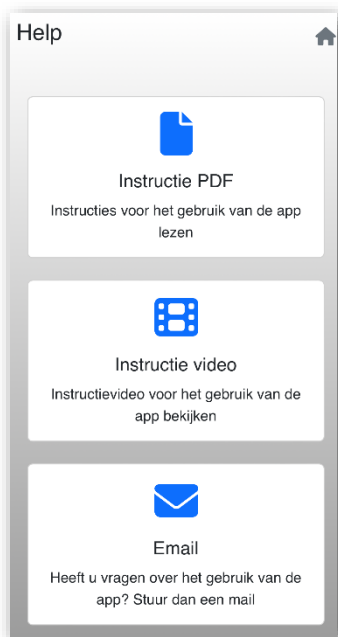 Help
Instructie PDF
Instructies voor het gebruik van de app
lezen
Instructie video
Instructievideo voor het gebruik van de
app bekijken
Email
Heeft u vragen over het gebruik van de
app? Stuur dan een mail